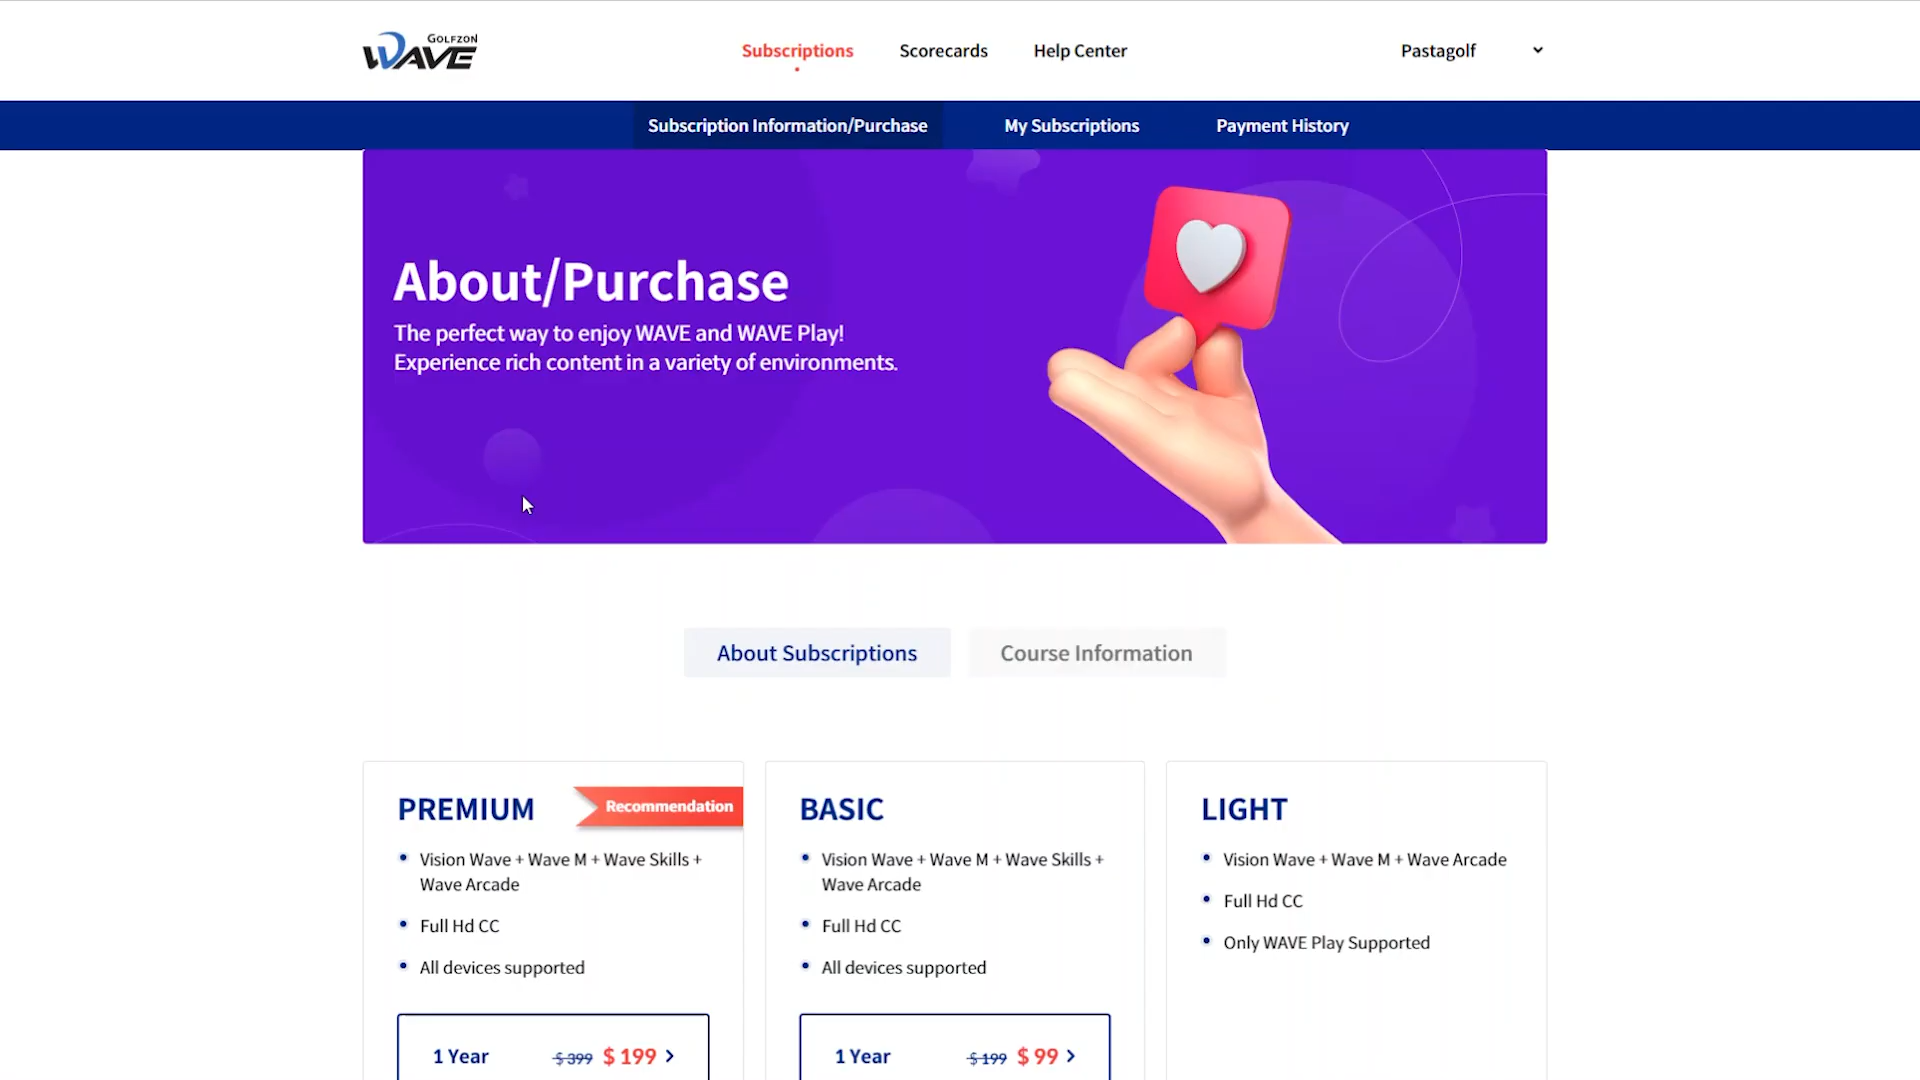 GOLFZON
WAVE
Subscriptions
Scorecards
Help Center
Pastagolf
Subscription Information/Purchase
My Subscriptions
Payment History
About/Purchase
The perfect way to enjoy WAVE and WAVE Play!
Experience rich content in a variety of environments.
About Subscriptions
Course Information
PREMIUM
Recommendation
Vision Wave + Wave M + Wave Skills +
Wave Arcade
Full Hd CC
All devices supported
1 Year $ 399 $ 199
BASIC
Vision Wave + Wave M + Wave Skills +
Wave Arcade
Full Hd CC
All devices supported
1 Year $ 199 $ 99
LIGHT
Vision Wave + Wave M + Wave Arcade
Full Hd CC
Only WAVE Play Supported